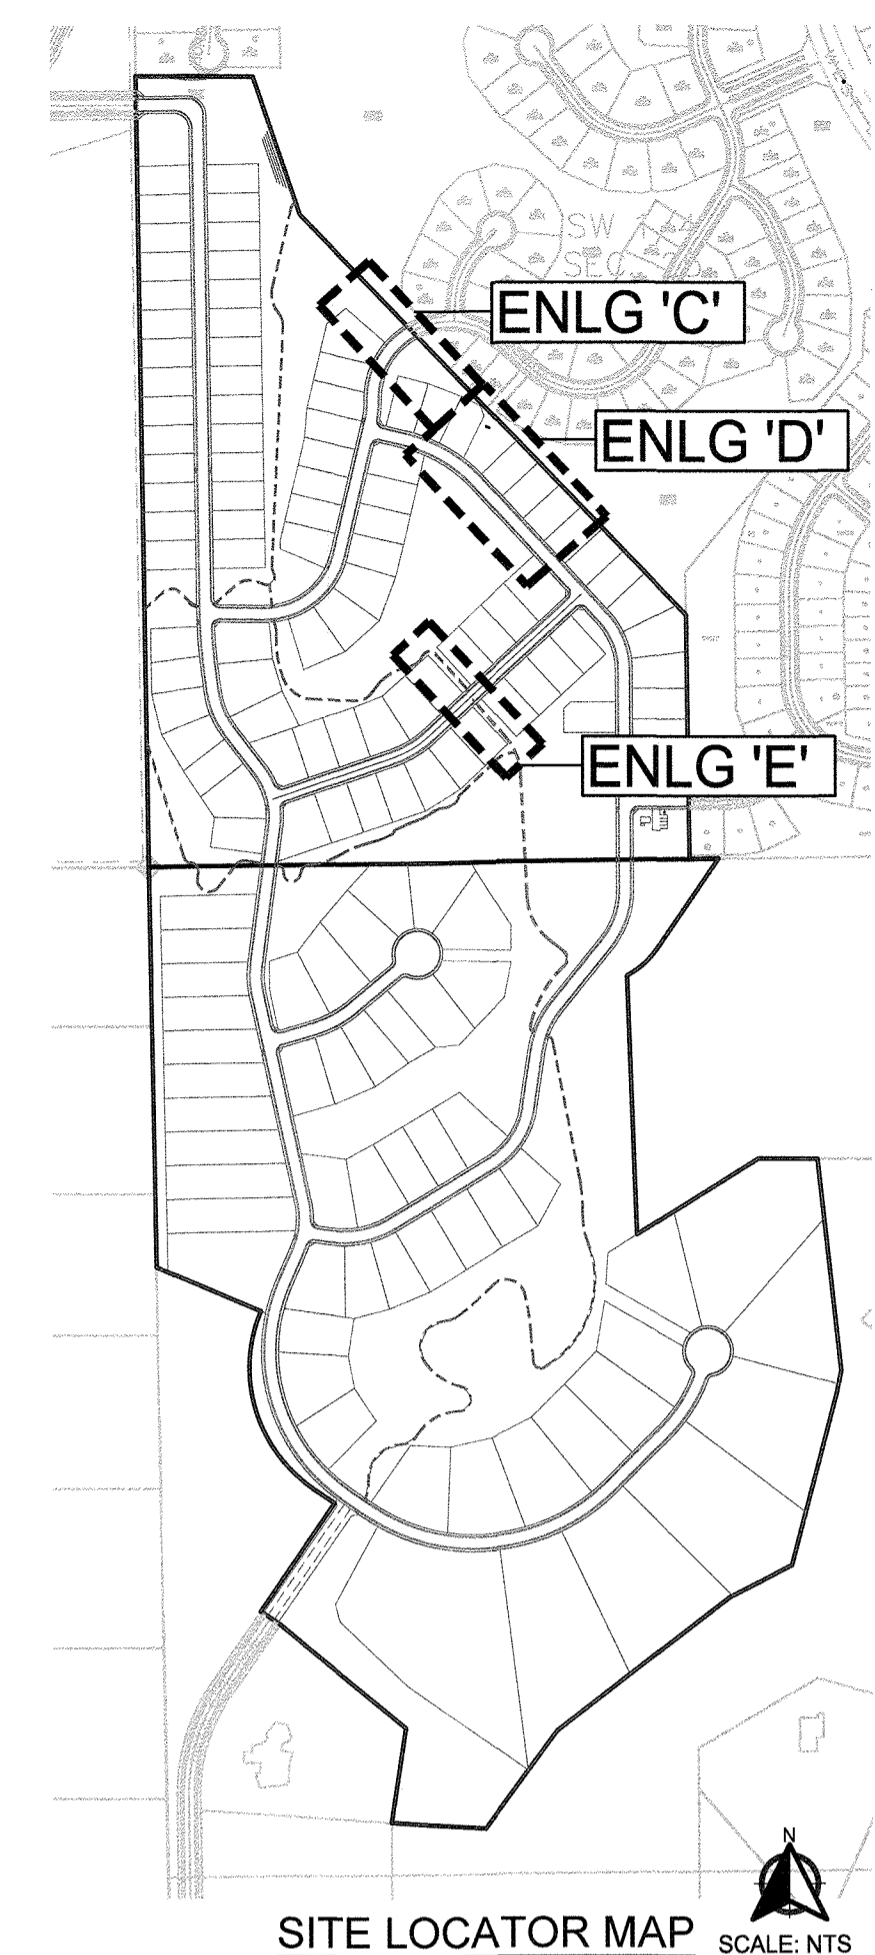 ENLG 'C'
ENLG 'D'
ENLG 'E'
N
SITE LOCATOR MAP
SCALE: NTS